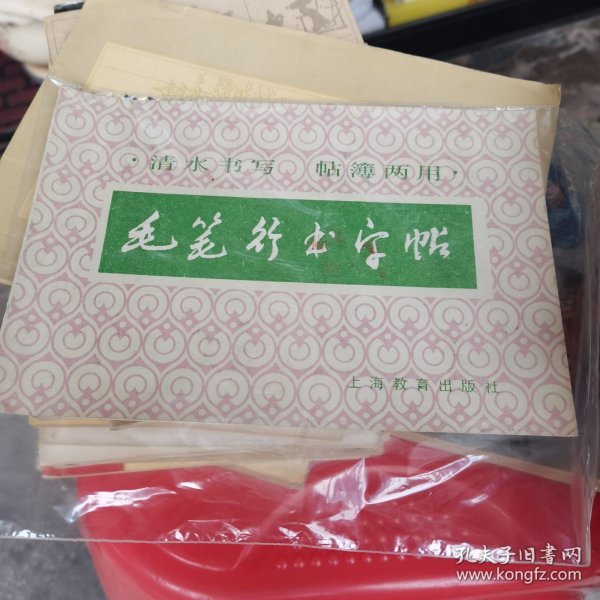 ·清水书写 帖簿两用·
毛笔行书字帖
上海教育出版社
孔夫子旧書网
www.kongfz.com